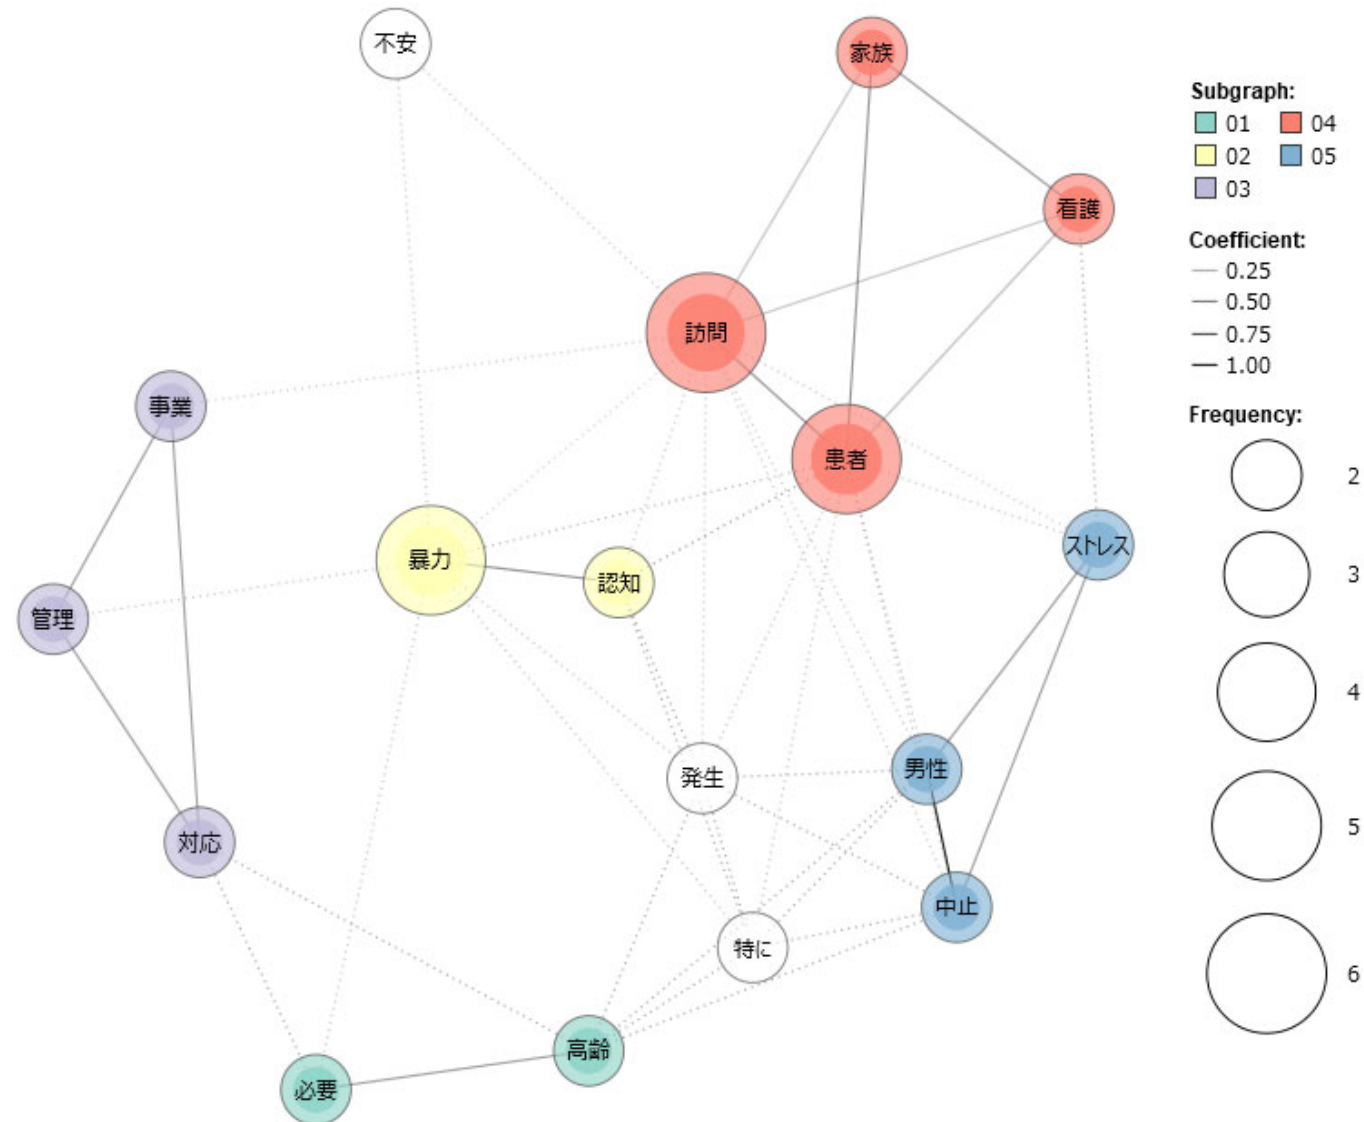 不安
家族
看護
訪問
事業
患者
ストレス
暴力
認知
管理
発生
男性
対応
中止
特に
高齢
必要
Subgraph:
01 04
02 05
03
Coefficient:
0.25
0.50
0.75
1.00
Frequency:
2
3
4
5
6